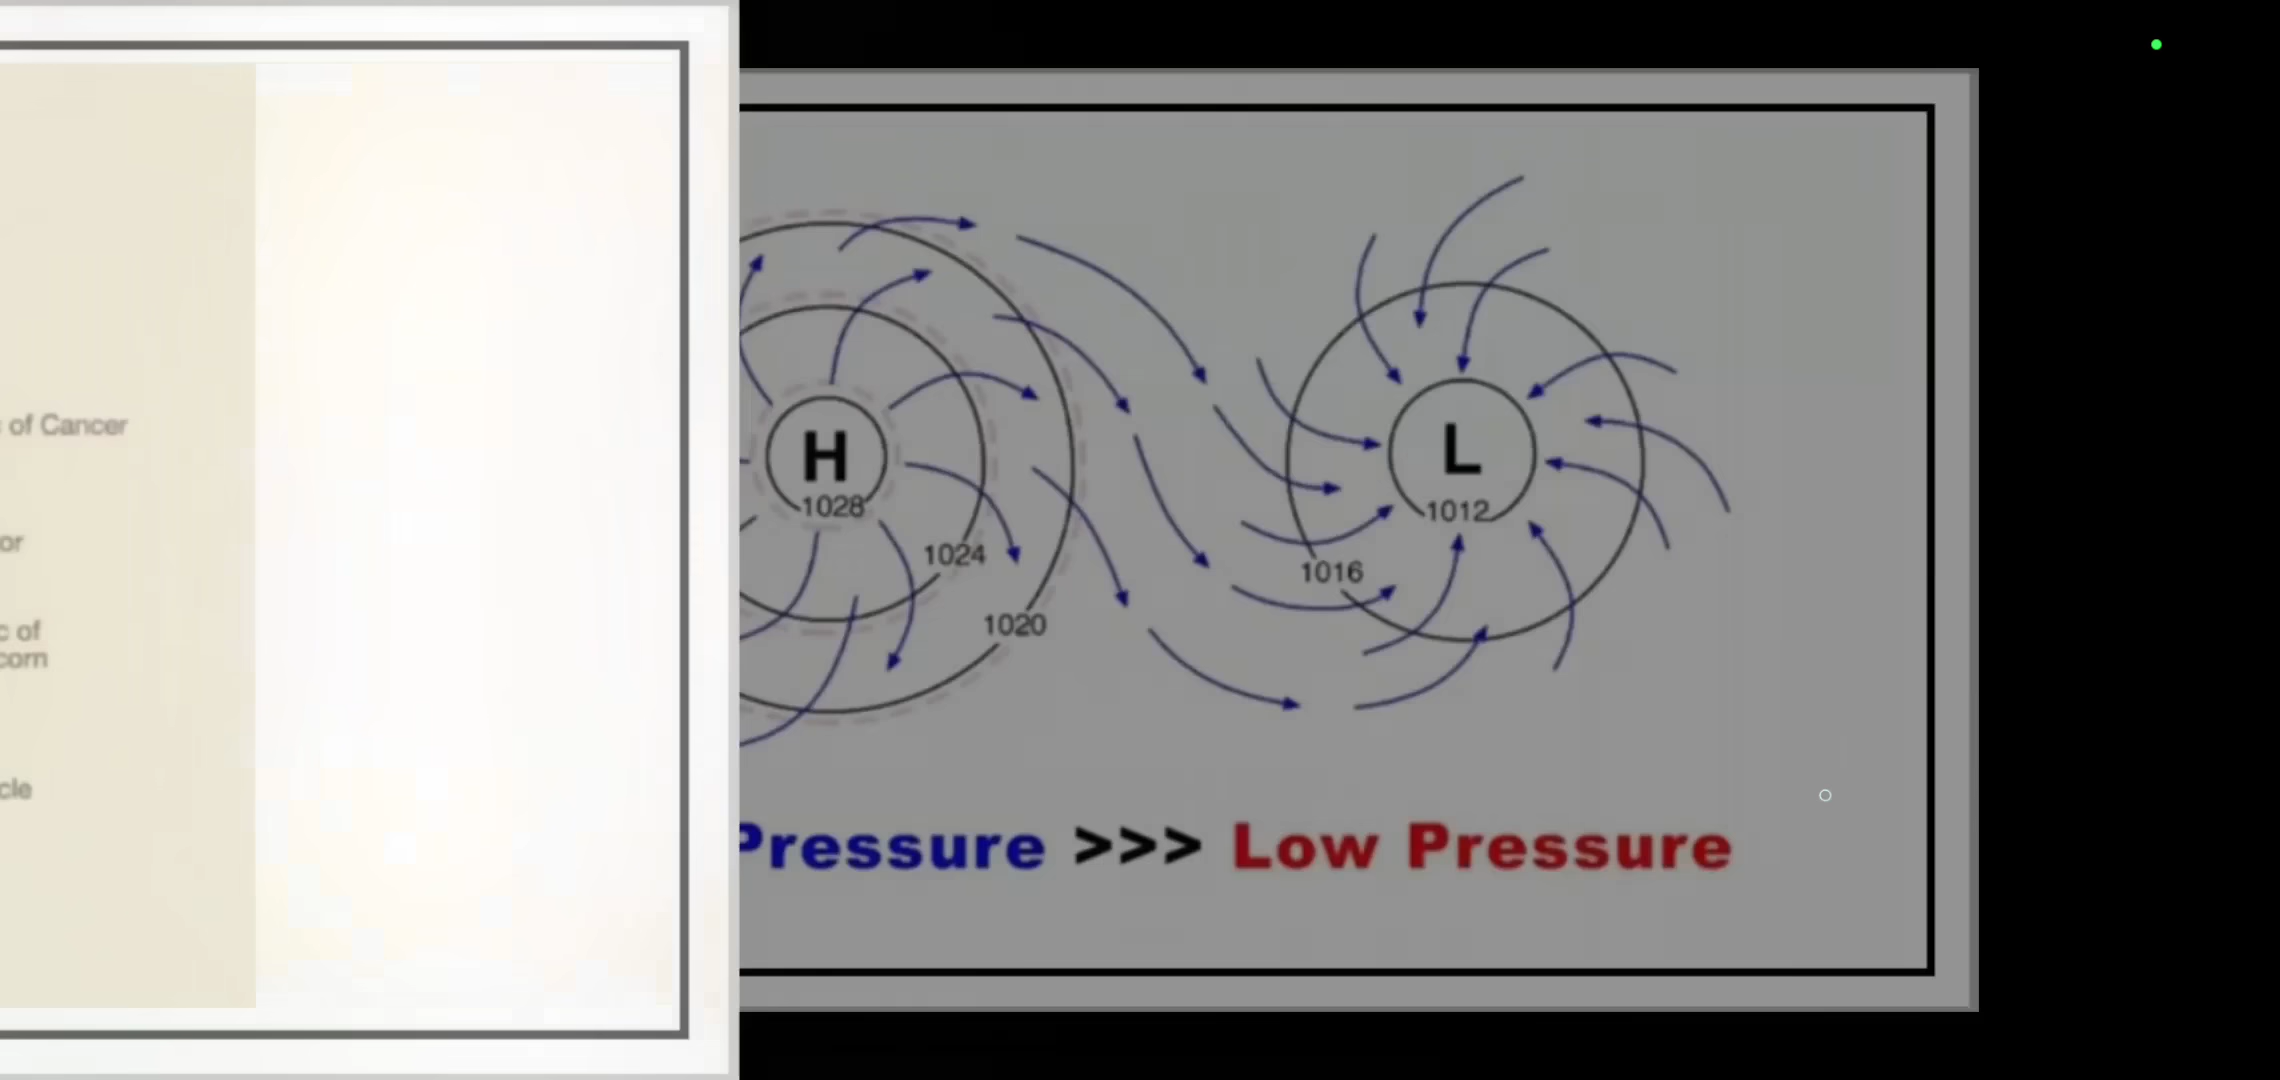 of Cancer
or
of
corn
cle
H
1028
1024
1020
L
1012
1016
Pressure >>> Low Pressure